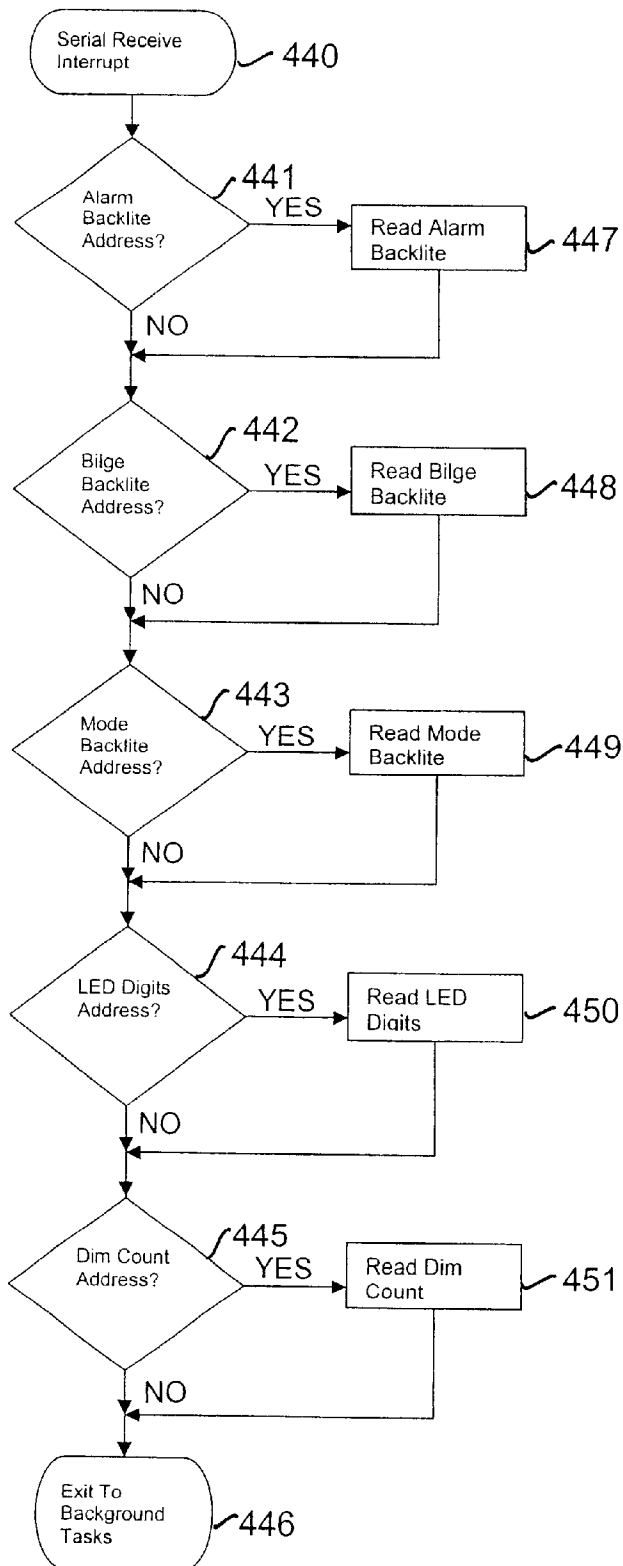 Serial Receive
Interrupt
440
Alarm
Backlite
Address?
441
YES
Read Alarm
Backlite
447
NO
Bilge
Backlite
Address?
442
YES
Read Bilge
Backlite
448
NO
Mode
Backlite
Address?
443
YES
Read Mode
Backlite
449
NO
LED Digits
Address?
444
YES
Read LED
Digits
450
NO
Dim Count
Address?
445
YES
Read Dim
Count
451
NO
Exit To
Background
Tasks
446